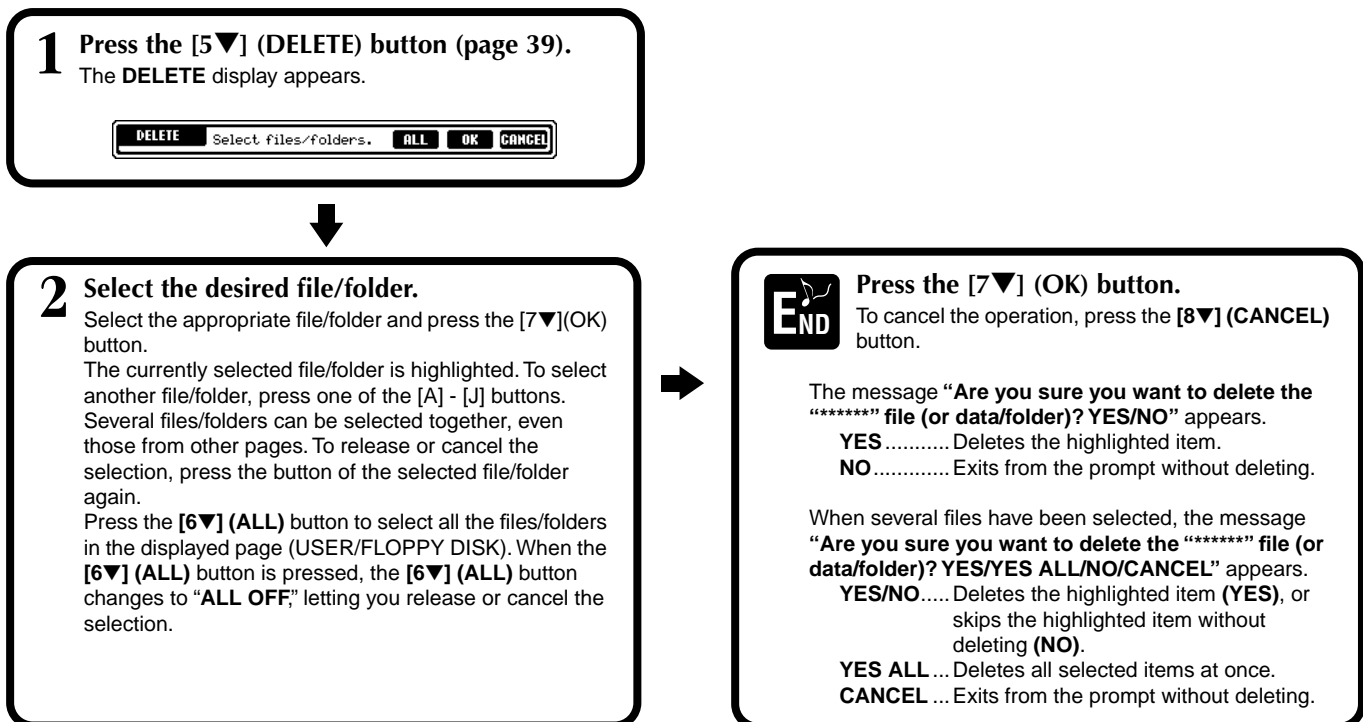 1 Press the [5▼] (DELETE) button (page 39).
The DELETE display appears.
DELETE Select files/folders. ALL OK CANCEL
2 Select the desired file/folder.
Select the appropriate file/folder and press the [7▼](OK)
button.
The currently selected file/folder is highlighted. To select
another file/folder, press one of the [A] - [J] buttons.
Several files/folders can be selected together, even
those from other pages. To release or cancel the
selection, press the button of the selected file/folder
again.
Press the [6▼] (ALL) button to select all the files/folders
in the displayed page (USER/FLOPPY DISK). When the
[6▼] (ALL) button is pressed, the [6▼] (ALL) button
changes to “ALL OFF,” letting you release or cancel the
selection.
END
Press the [7▼] (OK) button.
To cancel the operation, press the [8▼] (CANCEL)
button.
The message “Are you sure you want to delete the
“******” file (or data/folder)? YES/NO” appears.
YES ........... Deletes the highlighted item.
NO ............. Exits from the prompt without deleting.
When several files have been selected, the message
“Are you sure you want to delete the “******” file (or
data/folder)? YES/YES ALL/NO/CANCEL” appears.
YES/NO ..... Deletes the highlighted item (YES), or
skips the highlighted item without
deleting (NO).
YES ALL ... Deletes all selected items at once.
CANCEL ... Exits from the prompt without deleting.